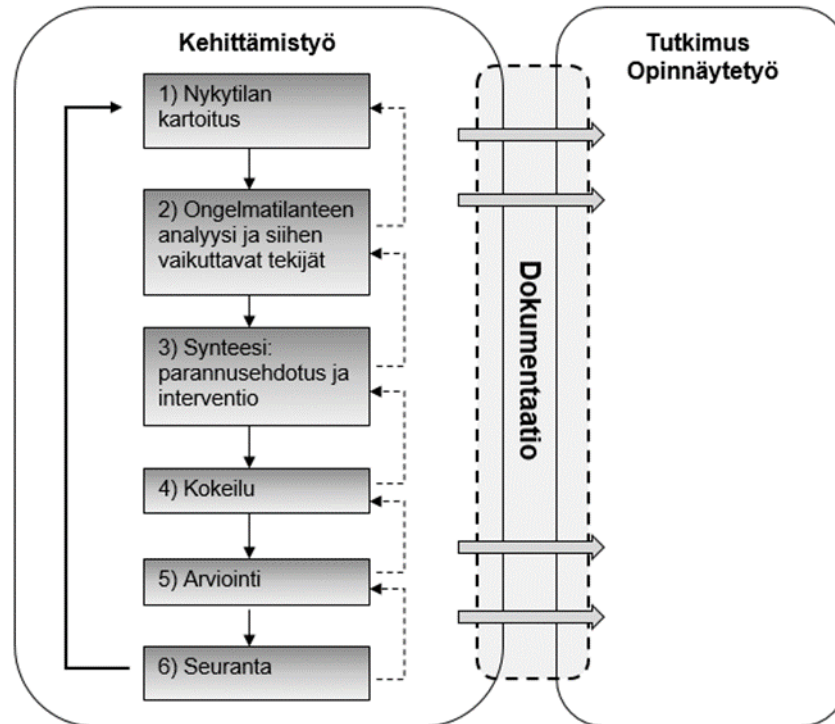 Kehittämistyö
1) Nykytilan
kartoitus
2) Ongelmatilanteen
analyysi ja siihen
vaikuttavat tekijät
3) Synteesi:
parannusehdotus ja
interventio
4) Kokeilu
5) Arviointi
6) Seuranta
Dokumentaatio
Tutkimus
Opinnäytetyö